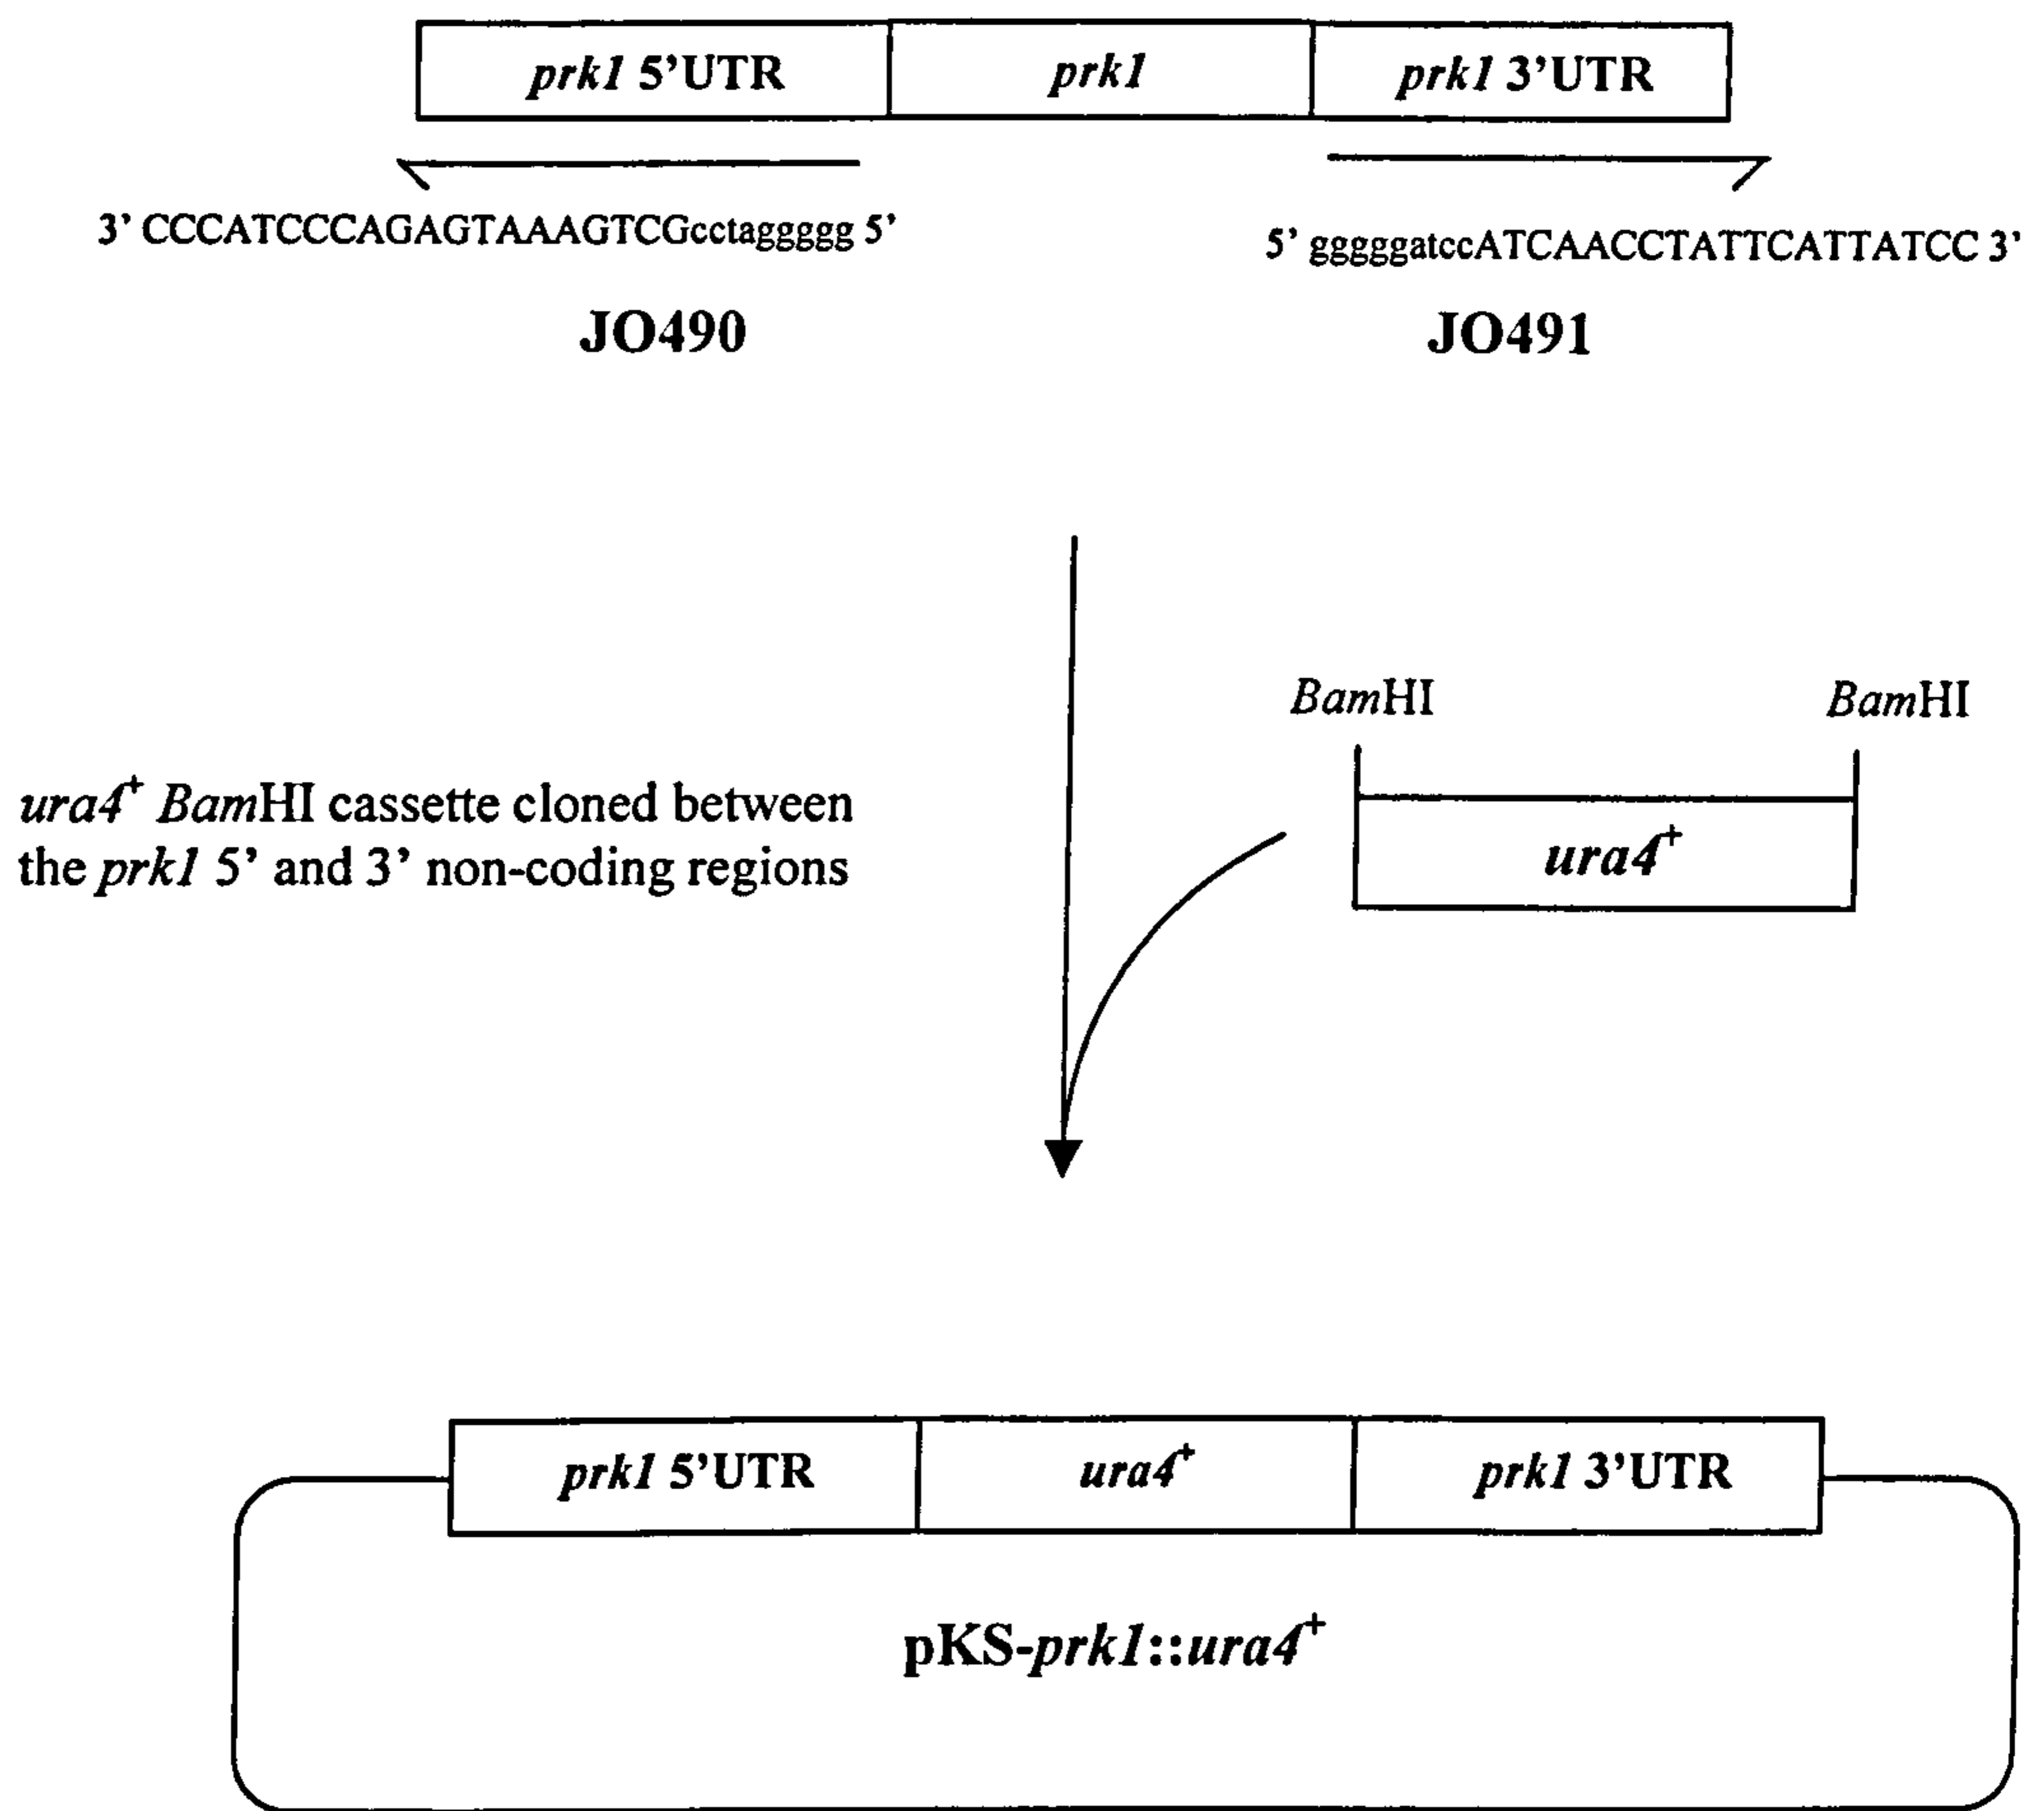 prk1 5’UTR prk1 prk1 3’UTR
3’ CCCATCCCAGAGTAAAGTCGcctaggggg 5’
5’ gggggatccATCAACCTATTCATTATCC 3’
JO490 JO491
BamHI BamHI
ura4+ BamHI cassette cloned between
the prk1 5’ and 3’ non-coding regions
ura4+
prk1 5’UTR ura4+ prk1 3’UTR
pKS-prk1::ura4+